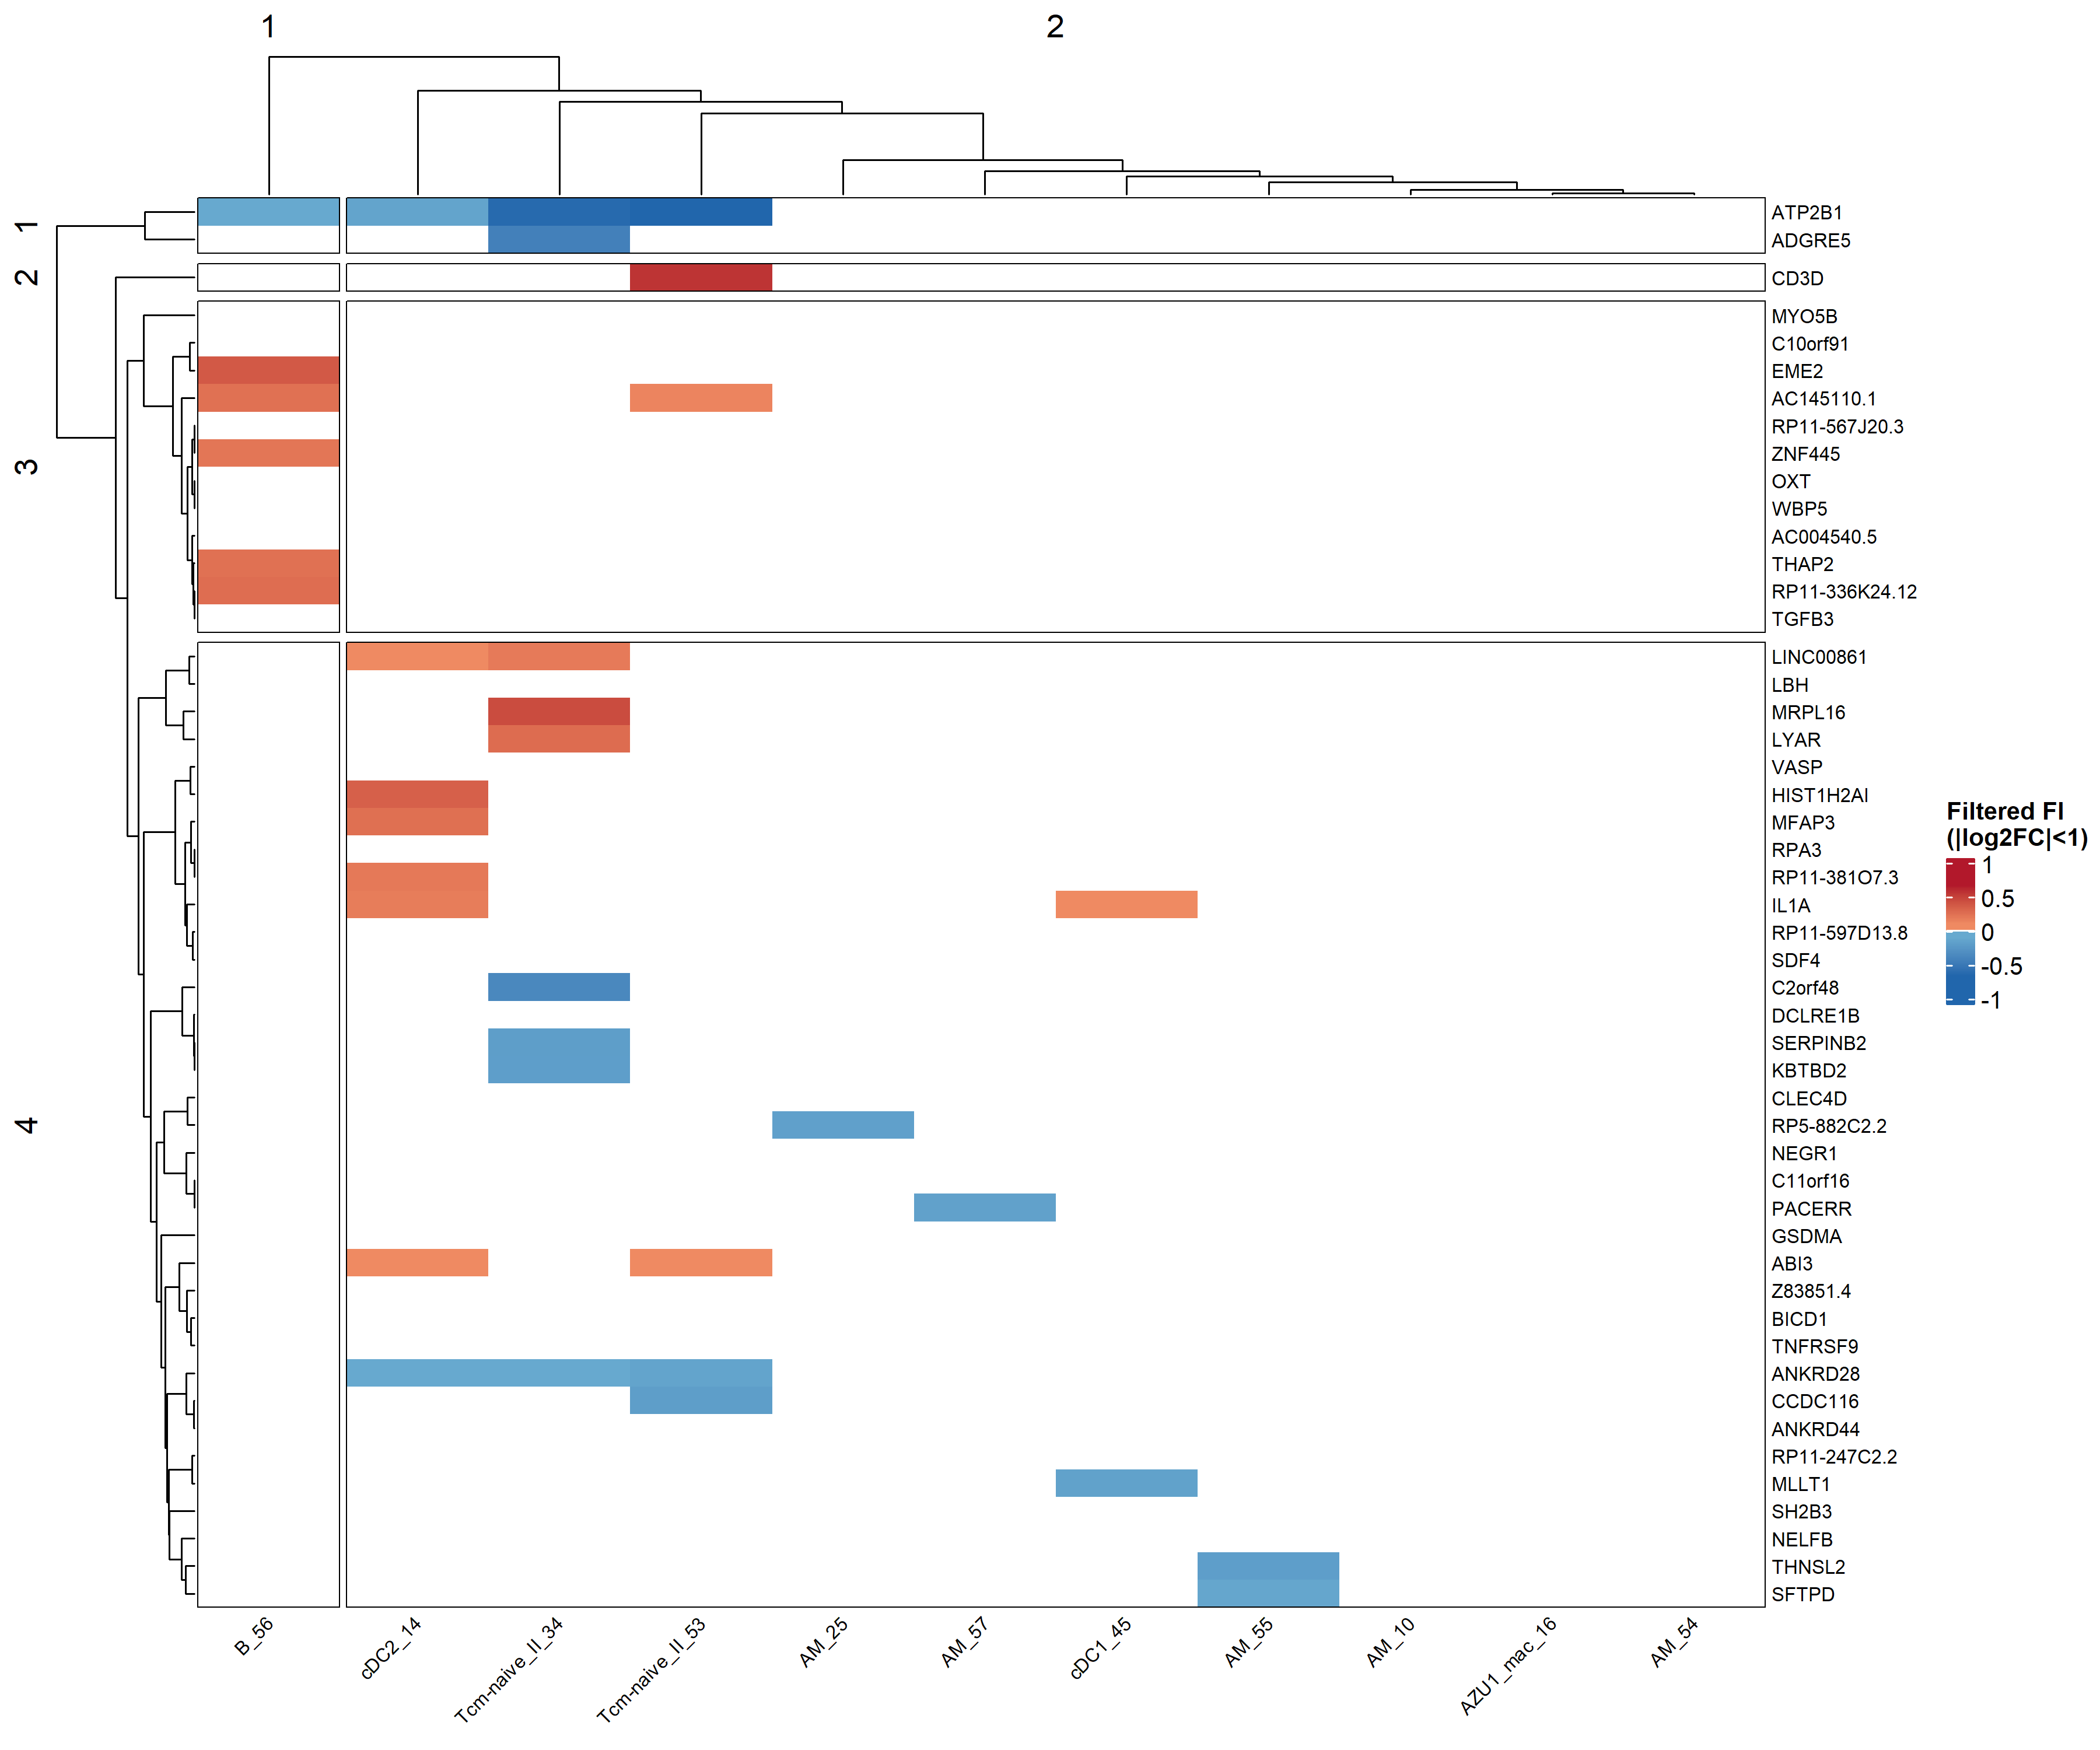 1
2
1
2
3
4
ATP2B1
ADGRE5
CD3D
MYO5B
C10orf91
EME2
AC145110.1
RP11-567J20.3
ZNF445
OXT
WBP5
AC004540.5
THAP2
RP11-336K24.12
TGFB3
LINC00861
LBH
MRPL16
LYAR
VASP
HIST1H2AI
MFAP3
RPA3
RP11-381O7.3
IL1A
RP11-597D13.8
SDF4
C2orf48
DCLRE1B
SERPINB2
KBTBD2
CLEC4D
RP5-882C2.2
NEGR1
C11orf16
PACERR
GSDMA
ABI3
Z83851.4
BICD1
TNFRSF9
ANKRD28
CCDC116
ANKRD44
RP11-247C2.2
MLLT1
SH2B3
NELFB
THNSL2
SFTPD
Filtered FI
(|log2FC|<1)
1
0.5
0
-0.5
-1
B_56
cDC2_14
Tcm-naive_II_34
Tcm-naive_II_53
AM_25
AM_57
cDC1_45
AM_55
AM_10
AZU1_mac_16
AM_54